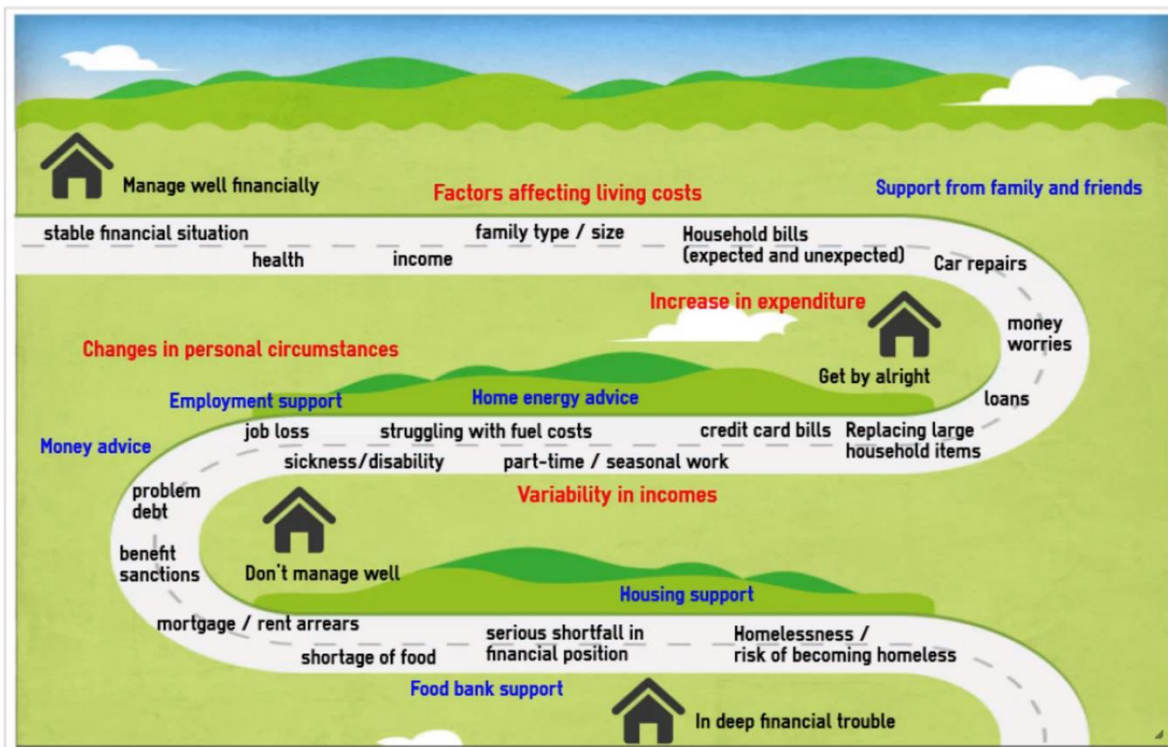 Manage well financially
Factors affecting living costs
Support from family and friends
stable financial situation
family type / size
Household bills
(expected and unexpected)
health
income
Car repairs
Increase in expenditure
money
worries
Changes in personal circumstances
Get by alright
Employment support
Home energy advice
loans
Money advice
job loss
struggling with fuel costs
credit card bills
Replacing large
household items
sickness/disability
part-time / seasonal work
Variability in incomes
problem
debt
benefit
sanctions
Don't manage well
Housing support
mortgage / rent arrears
shortage of food
serious shortfall in
financial position
Homelessness /
risk of becoming homeless
Food bank support
In deep financial trouble